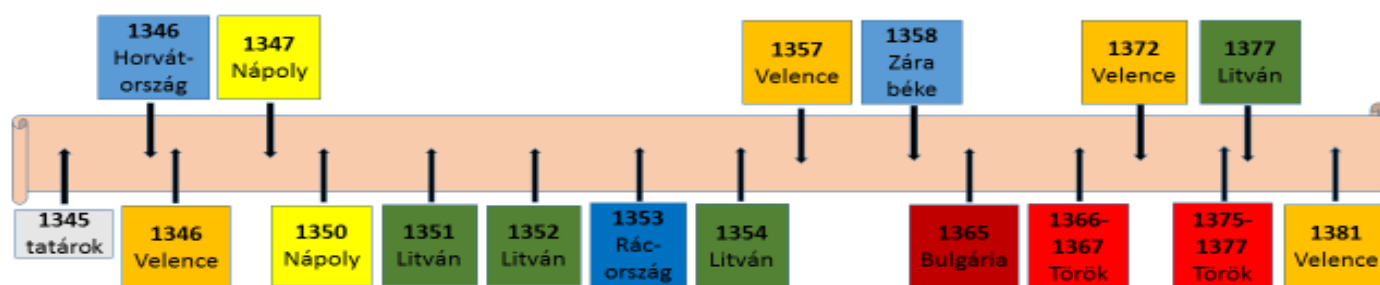 1346
Horvát-
ország
1347
Nápoly
1357
Velence
1358
Zára
béke
1372
Velence
1377
Litván
1345
tatárok
1346
Velence
1350
Nápoly
1351
Litván
1352
Litván
1353
Rác-
ország
1354
Litván
1365
Bulgária
1366-
1367
Török
1375-
1377
Török
1381
Velence